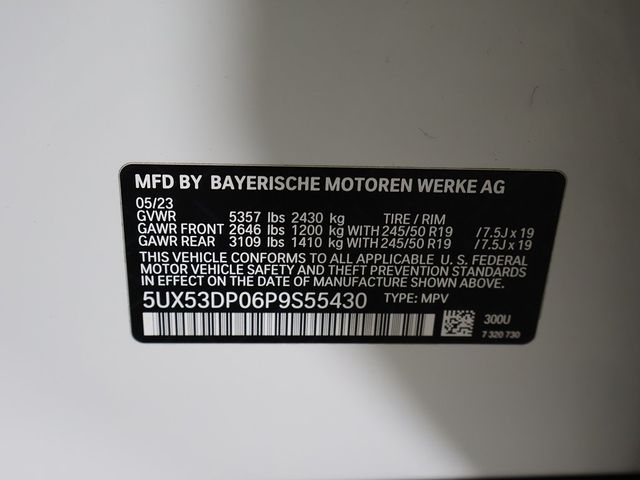 MFD BY BAYERISCHE MOTOREN WERKE AG
05/23
GVWR 5357 lbs 2430 kg TIRE / RIM
GAWR FRONT 2646 lbs 1200 kg WITH 245/50 R19 / 7.5J x 19
GAWR REAR 3109 lbs 1410 kg WITH 245/50 R19 / 7.5J x 19
THIS VEHICLE CONFORMS TO ALL APPLICABLE U. S. FEDERAL
MOTOR VEHICLE SAFETY AND THEFT PREVENTION STANDARDS
IN EFFECT ON THE DATE OF MANUFACTURE SHOWN ABOVE.
5UX53DP06P9S55430 TYPE: MPV
300U
7 320 730